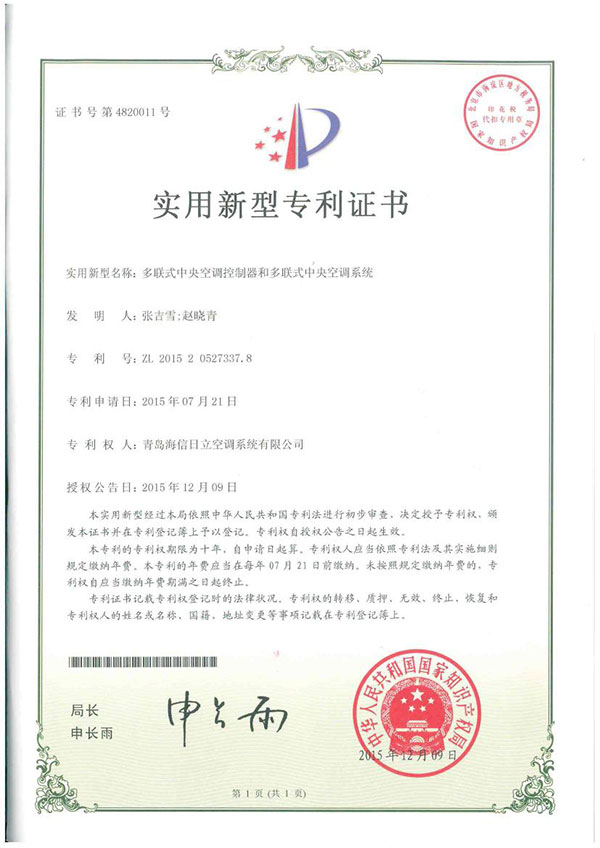 证书号第4820011号
北京市海淀区地方税务局
印花税
代扣专用章
国家知识产权局
实用新型专利证书
实用新型名称：多联式中央空调控制器和多联式中央空调系统
发明人：张吉雪;赵晓青
专利号：ZL 2015 2 0527337.8
专利申请日：2015年07月21日
专利权人：青岛海信日立空调系统有限公司
授权公告日：2015年12月09日
本实用新型经过本局依照中华人民共和国专利法进行初步审查，决定授予专利权，颁
发本证书并在专利登记簿上予以登记。专利权自授权公告之日起生效。
本专利的专利权期限为十年，自申请日起算。专利权人应当依照专利法及其实施细则
规定缴纳年费。本专利的年费应当在每年07月21日前缴纳。未按照规定缴纳年费的，专
利权自应当缴纳年费期满之日起终止。
专利证书记载专利权登记时的法律状况。专利权的转移、质押、无效、终止、恢复和
专利权人的姓名或名称、国籍、地址变更等事项记载在专利登记簿上。
局长
申长雨
申长雨
中华人民共和国国家知识产权局
2015年12月09日
第1页(共1页)